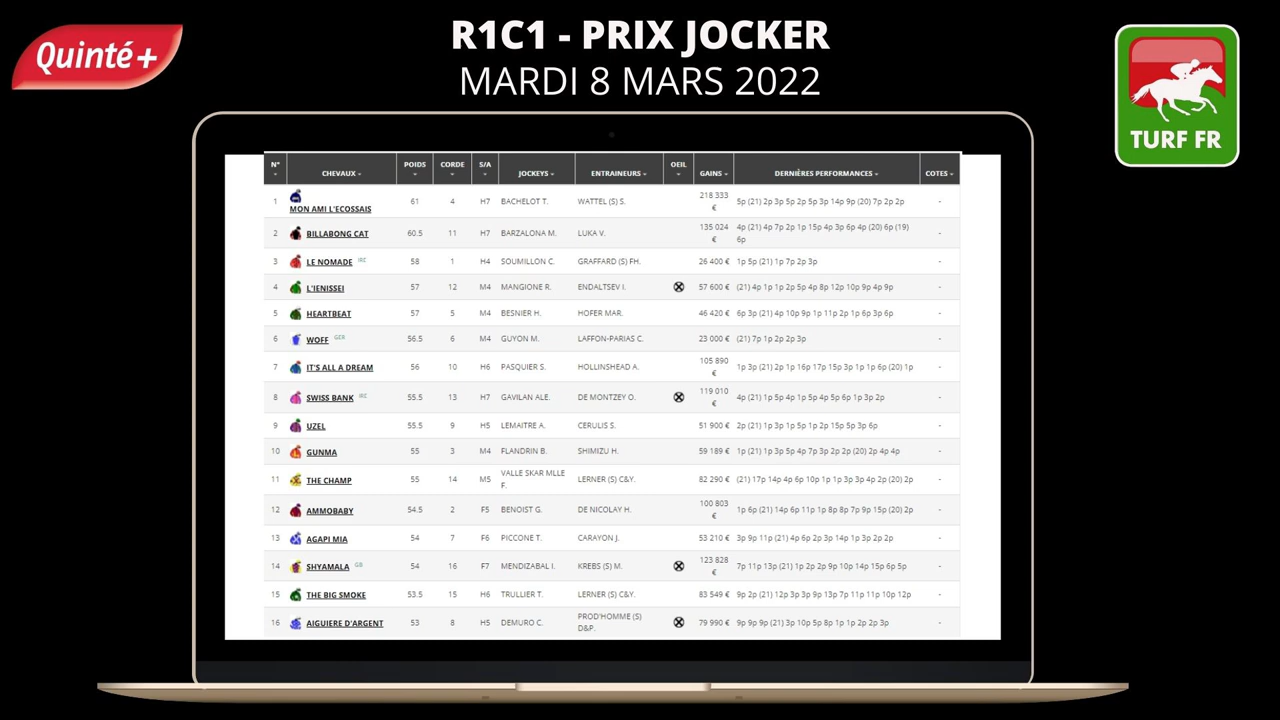 Quinté+
R1C1 - PRIX JOCKER
MARDI 8 MARS 2022
TURF FR
N° CHEVAUX POIDS CORDE S/A JOCKEYS ENTRAINEURS OEIL GAINS DERNIÈRES PERFORMANCES COTES
1 MON AMI L'ECOSSAIS 61 4 H7 BACHELOT T. WATTEL (S) S. 218 333 € 5p (21) 2p 3p 5p 2p 5p 3p 14p 9p (20) 7p 2p 2p -
2 BILLABONG CAT 60.5 11 H7 BARZALONA M. LUKA V. 135 024 € 4p (21) 4p 7p 2p 1p 15p 4p 3p 6p 4p (20) 6p (19) 6p -
3 LE NOMADE IRE 58 1 H4 SOUMILLON C. GRAFFARD (S) FH. 26 400 € 1p 5p (21) 1p 7p 2p 3p -
4 L'IENISSEI 57 12 M4 MANGIONE R. ENDALTSEV I. 57 600 € (21) 4p 1p 1p 2p 5p 4p 8p 12p 10p 9p 4p 9p -
5 HEARTBEAT 57 5 M4 BESNIER H. HOFER MAR. 46 420 € 6p 3p (21) 4p 10p 9p 1p 11p 2p 1p 6p 3p 6p -
6 WOFF GER 56.5 6 M4 GUYON M. LAFFON-PARIAS C. 23 000 € (21) 7p 1p 2p 2p 3p -
7 IT'S ALL A DREAM 56 10 H6 PASQUIER S. HOLLINSHEAD A. 105 890 € 1p 3p (21) 2p 1p 16p 17p 15p 3p 1p 1p 6p (20) 1p -
8 SWISS BANK IRE 55.5 13 H7 GAVILAN ALE. DE MONTZEY O. 119 010 € 4p (21) 1p 5p 4p 1p 5p 4p 5p 6p 1p 3p 2p -
9 UZEL 55.5 9 H5 LEMAITRE A. CERULIS S. 51 900 € 2p (21) 1p 3p 1p 5p 1p 2p 15p 5p 3p 6p -
10 GUNMA 55 3 M4 FLANDRIN B. SHIMIZU H. 59 189 € 1p (21) 1p 3p 5p 4p 7p 3p 2p 2p (20) 2p 4p 4p -
11 THE CHAMP 55 14 M5 VALLE SKAR MLLE F. LERNER (S) C&Y. 82 290 € (21) 17p 14p 4p 6p 10p 1p 1p 3p 3p 4p 2p (20) 2p -
12 AMMOBABY 54.5 2 F5 BENOIST G. DE NICOLAY H. 100 803 € 1p 6p (21) 14p 6p 11p 1p 8p 8p 7p 9p 15p (20) 2p -
13 AGAPI MIA 54 7 F6 PICCONE T. CARAYON J. 53 210 € 3p 9p 11p (21) 4p 6p 2p 3p 14p 1p 3p 2p 2p -
14 SHYAMALA GB 54 16 F7 MENDIZABAL I. KREBS (S) M. 123 828 € 7p 11p 13p (21) 1p 2p 2p 9p 10p 14p 15p 6p 5p -
15 THE BIG SMOKE 53.5 15 H6 TRULLIER T. LERNER (S) C&Y. 83 549 € 9p 2p (21) 12p 3p 3p 9p 13p 7p 11p 11p 10p 12p -
16 AIGUIERE D'ARGENT 53 8 H5 DEMURO C. PROD'HOMME (S) D&P. 79 990 € 9p 9p 9p (21) 3p 10p 5p 8p 1p 1p 2p 2p 3p -